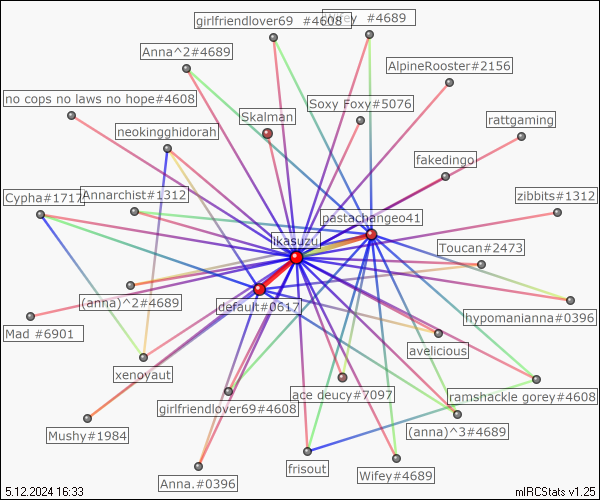 girlfriendlover69 #4608
Wifey #4689
Anna^2#4689
AlpineRooster#2156
no cops no laws no hope#4608
Soxy Foxy#5076
Skalman
rattgaming
neokingghidorah
fakedingo
Cypha#1717
Annarchist#1312
zibbits#1312
pastachangeo41
ikasuzu
Toucan#2473
(anna)^2#4689
default#0617
hypomanianna#0396
Mad #6901
avelicious
xenoyaut
ace deucy#7097
ramshackle gorey#4608
girlfriendlover69#4608
Mushy#1984
(anna)^3#4689
frisout
Wifey#4689
Anna.#0396
5.12.2024 16:33
mIRCStats v1.25